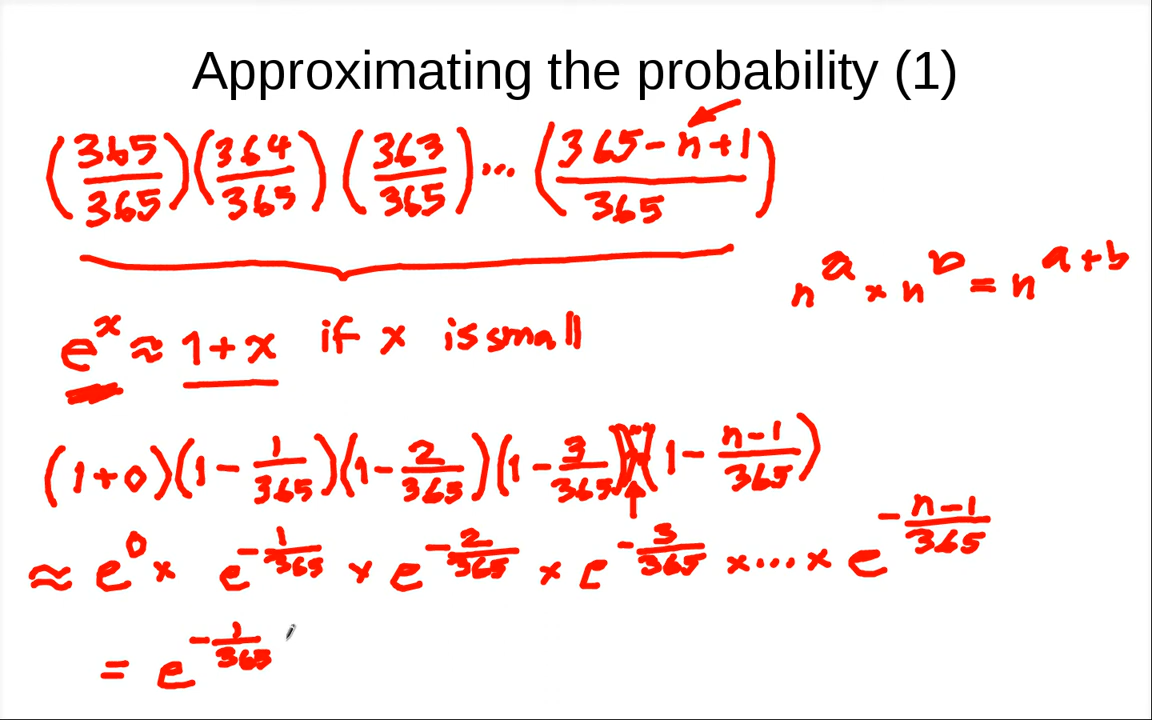 Approximating the probability (1)
(365/365)(364/365)(363/365)...(365-n+1/365)
n^a × n^b = n^(a+b)
e^x ≈ 1+x if x is small
(1+0)(1-1/365)(1-2/365)(1-3/365)...(1-n-1/365)
≈ e^0 × e^(-1/365) × e^(-2/365) × e^(-3/365) ×...× e^(-n-1/365)
= e^(-1/365)